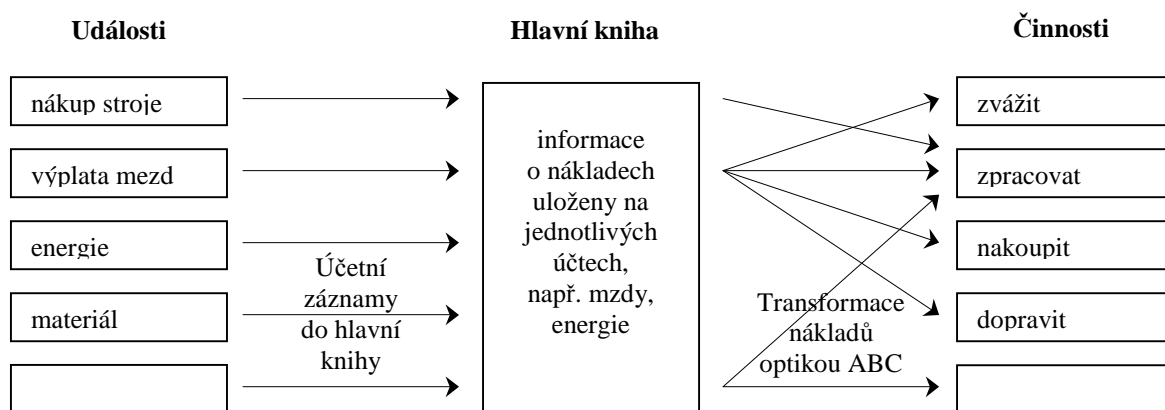 Události
Hlavní kniha
Činnosti
nákup stroje
výplata mezd
energie
materiál
Účetní
záznamy
do hlavní
knihy
informace
o nákladech
uloženy na
jednotlivých
účtech,
např. mzdy,
energie
Transformace
nákladů
optikou ABC
zvážit
zpracovat
nakoupit
dopravit